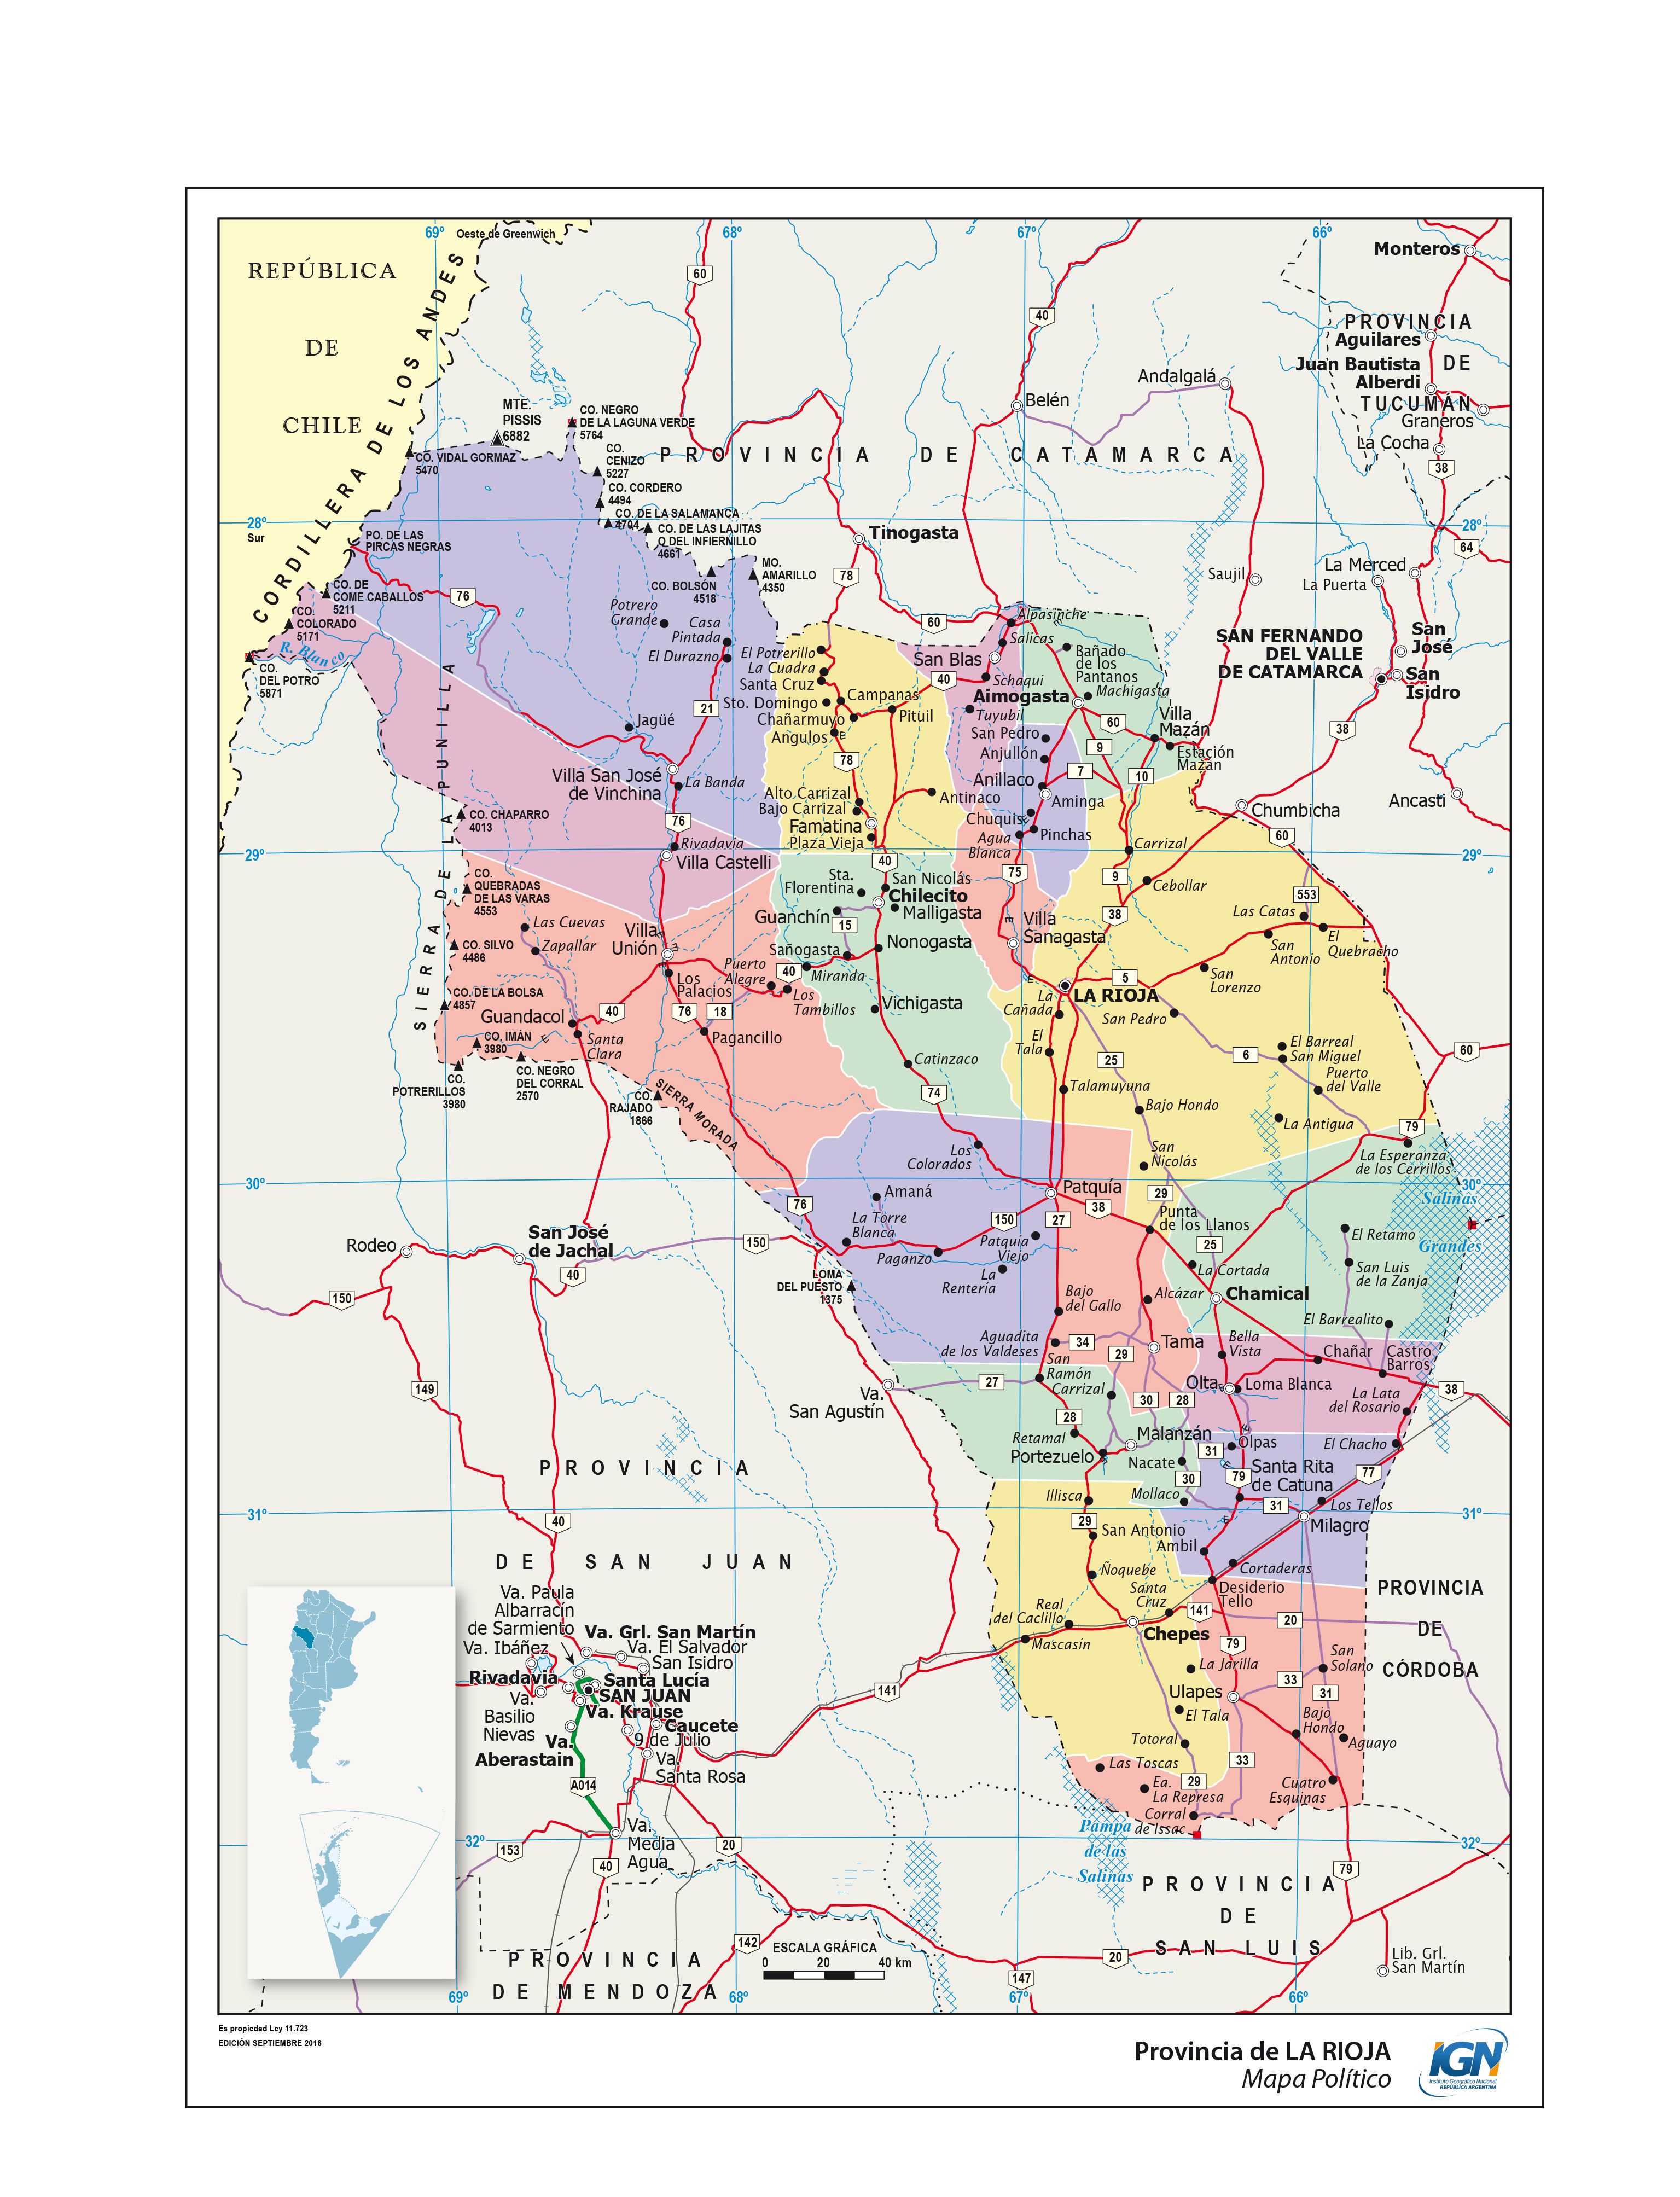 69º
Oeste de Greenwich
68º
67º
66º
REPÚBLICA
DE
CHILE
CORDILLERA DE LOS ANDES
Monteros
PROVINCIA
Aguilares
DE
Juan Bautista
Alberdi
TUCUMÁN
Graneros
La Cocha
38
60
40
Belén
Andalgalá
MTE.
PISSIS
6882
CO. NEGRO
DE LA LAGUNA VERDE
5764
CO. VIDAL GORMAZ
5470
CO.
CENIZO
5227
PROVINCIA DE CATAMARCA
CO. CORDERO
4494
CO. DE LA SALAMANCA
4704
CO. DE LAS LAJITAS
O DEL INFIERNILLO
4661
28º
Sur
28º
PO. DE LAS
PIRCAS NEGRAS
Tinogasta
64
MO.
AMARILLO
4350
CO. BOLSÓN
4518
78
La Merced
La Puerta
Saujil
CO. DE
COME CABALLOS
5211
CO.
COLORADO
5171
R. Blanco
CO.
DEL POTRO
5871
76
Potrero
Grande
Casa
Pintada
El Durazno
60
Alpasinche
Salicas
San Blas
Bañado
de los
Pantanos
SAN FERNANDO
DEL VALLE
DE CATAMARCA
San
José
San
Isidro
El Potrerillo
La Cuadra
Santa Cruz
40
Schaqui
Aimogasta
Machigasta
21
Sto. Domingo
Campanas
Chañarmuyo
Pituil
Angulos
Tuyubil
San Pedro
Anjullón
60
Villa
Mazán
Estación
Mazán
38
Jagüé
9
78
7
10
Villa San José
de Vinchina
La Banda
Anillaco
Aminga
Alto Carrizal
Bajo Carrizal
Antinaco
Chumbicha
Ancasti
SIERRA DE LA PUNILLA
CO. CHAPARRO
4013
76
Famatina
Plaza Vieja
Chuquis
Pinchas
Agua
Blanca
60
Rivadavia
Villa Castelli
29º
Carrizal
29º
40
CO.
QUEBRADAS
DE LAS VARAS
4553
Sta.
Florentina
San Nicolás
Chilecito
Malligasta
75
9
Cebollar
553
Las Cuevas
Guanchín
15
38
Las Catas
Villa
Sanagasta
El
Quebracho
San
Antonio
Zapallar
CO. SILVO
4486
Villa
Unión
Sañogasta
Nonogasta
Puerto
Alegre
40
Miranda
Los
Palacios
Los
Tambillos
5
San
Lorenzo
LA RIOJA
CO. DE LA BOLSA
4857
Vichigasta
La
Cañada
San Pedro
Guandacol
40
76
18
Pagancillo
El
Tala
El Barreal
San Miguel
CO. IMÁN
3980
Santa
Clara
Catinzaco
25
6
60
CO.
POTRERILLOS
3980
CO. NEGRO
DEL CORRAL
2570
Puerto
del Valle
Talamuyuna
CO.
RAJADO
1866
SIERRA MORADA
74
Bajo Hondo
La Antigua
79
San
Nicolás
La Esperanza
de los Cerrillos
Los
Colorados
30º
30º
Salinas
Grandes
Amaná
Patquía
29
76
38
La Torre
Blanca
150
27
Punta
de los Llanos
El Retamo
Rodeo
San José
de Jachal
150
Paganzo
Patquia
Viejo
25
40
La
Rentería
La Cortada
San Luis
de la Zanja
LOMA
DEL PUESTO
1375
150
Bajo
del Gallo
Alcázar
Chamical
El Barrealito
Aguadita
de los Valdeses
34
Tama
Bella
Vista
Chañar
Castro
Barros
29
San
Ramón
149
27
Carrizal
Olta
Loma Blanca
38
Va.
San Agustín
30
28
La Lata
del Rosario
28
Retamal
Malanzán
Olpas
El Chacho
31
Portezuelo
Nacate
Santa Rita
de Catuna
PROVINCIA
30
79
77
Illisca
Mollaco
31
Los Tellos
31º
31º
40
29
Milagro
San Antonio
Ambil
DE SAN JUAN
Ñoquebe
Cortaderas
Santa
Cruz
Desiderio
Tello
PROVINCIA
Va. Paula
Albarracín
de Sarmiento
Real
del Caclillo
141
20
DE
Va. Grl. San Martín
Va. El Salvador
Va. Ibáñez
San Isidro
Mascasín
Chepes
79
San
Solano
CÓRDOBA
Rivadavia
Santa Lucía
SAN JUAN
La Jarilla
33
Va. Krause
141
Ulapes
31
Va.
Basilio
Nievas
Caucete
9 de Julio
El Tala
Bajo
Hondo
Va.
Aberastain
Totoral
Aguayo
Va.
Santa Rosa
Las Toscas
33
A014
Ea.
La Represa
29
Cuatro
Esquinas
Corral
de Issac
32º
Va.
Media
Agua
Pampa
de las
Salinas
32º
153
20
40
79
PROVINCIA
DE
SAN LUIS
142
ESCALA GRÁFICA
0 20 40 km
20
Lib. Grl.
San Martín
PROVINCIA
DE MENDOZA
147
69º
68º
67º
66º
Es propiedad Ley 11.723
EDICIÓN SEPTIEMBRE 2016
Provincia de LA RIOJA
Mapa Político
IGN
Instituto Geográfico Nacional
REPÚBLICA ARGENTINA